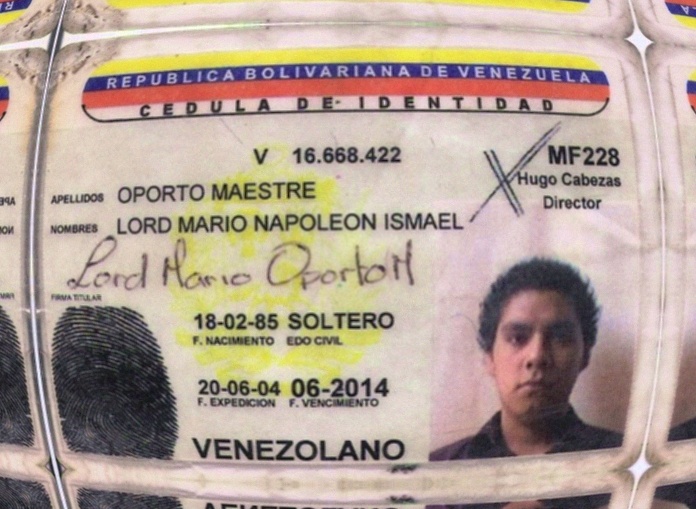 REPUBLICA BOLIVARIANA DE VENEZUELA
CEDULA DE IDENTIDAD
V 16.668.422
MF228
Hugo Cabezas
Director
APELLIDOS OPORTO MAESTRE
NOMBRES LORD MARIO NAPOLEON ISMAEL
Lord Mario Oporto M
FIRMA TITULAR
18-02-85 SOLTERO
F. NACIMIENTO EDO CIVIL
20-06-04 06-2014
F. EXPEDICION F. VENCIMIENTO
VENEZOLANO